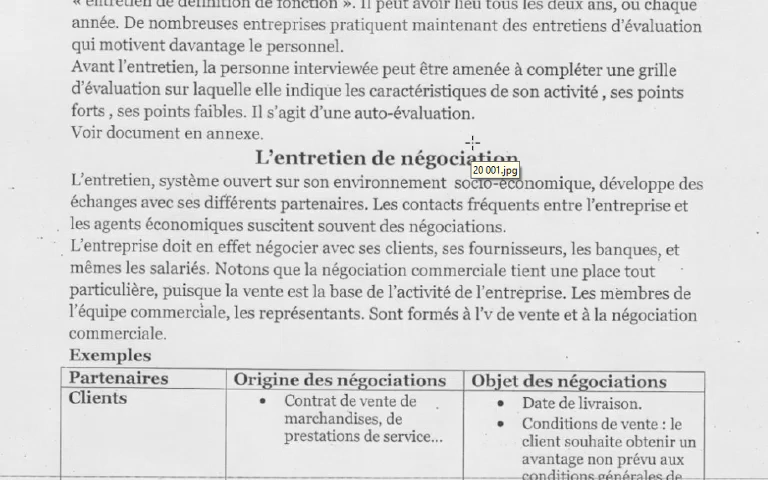 « entretien de définition de fonction ». Il peut avoir lieu tous les deux ans, ou chaque
année. De nombreuses entreprises pratiquent maintenant des entretiens d'évaluation
qui motivent davantage le personnel.
Avant l'entretien, la personne interviewée peut être amenée à compléter une grille
d'évaluation sur laquelle elle indique les caractéristiques de son activité , ses points
forts , ses points faibles. Il s'agit d'une auto-évaluation.
Voir document en annexe.
L'entretien de négociation
20 001.jpg
L'entretien, système ouvert sur son environnement socio-économique, développe des
échanges avec ses différents partenaires. Les contacts fréquents entre l'entreprise et
les agents économiques suscitent souvent des négociations.
L'entreprise doit en effet négocier avec ses clients, ses fournisseurs, les banques, et
mêmes les salariés. Notons que la négociation commerciale tient une place tout
particulière, puisque la vente est la base de l'activité de l'entreprise. Les membres de
l'équipe commerciale, les représentants. Sont formés à l'v de vente et à la négociation
commerciale.
Exemples
Partenaires Origine des négociations Objet des négociations
Clients
• Contrat de vente de
marchandises, de
prestations de service...
• Date de livraison.
• Conditions de vente : le
client souhaite obtenir un
avantage non prévu aux
conditions générales de